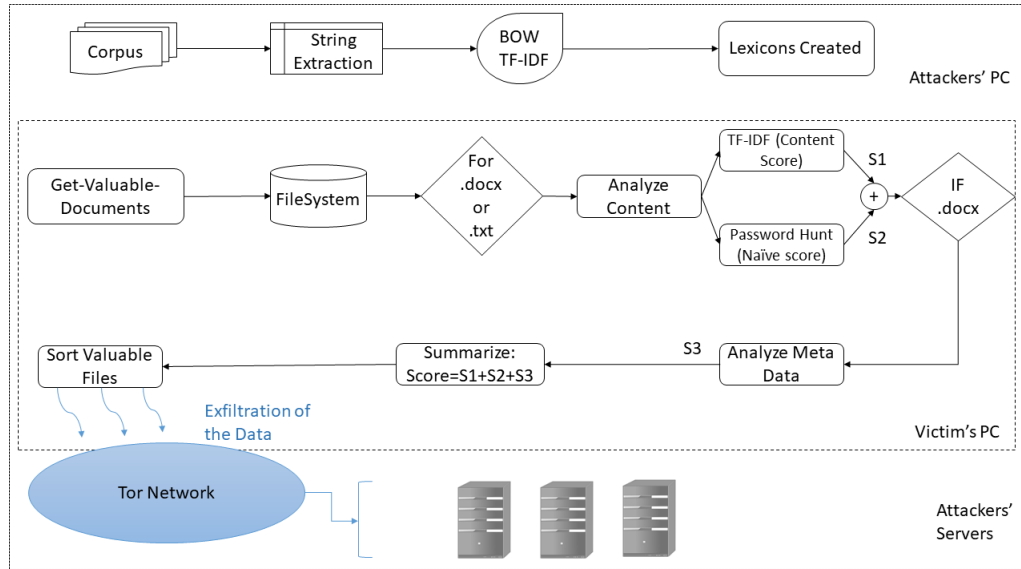 Corpus
String
Extraction
BOW
TF-IDF
Lexicons Created
Attackers' PC
Get-Valuable-
Documents
FileSystem
For
.docx
or
.txt
Analyze
Content
TF-IDF (Content
Score)
Password Hunt
(Naïve score)
S1
+
S2
IF
.docx
Sort Valuable
Files
Summarize:
Score=S1+S2+S3
S3
Analyze Meta
Data
Exfiltration of
the Data
Victim's PC
Tor Network
Attackers'
Servers